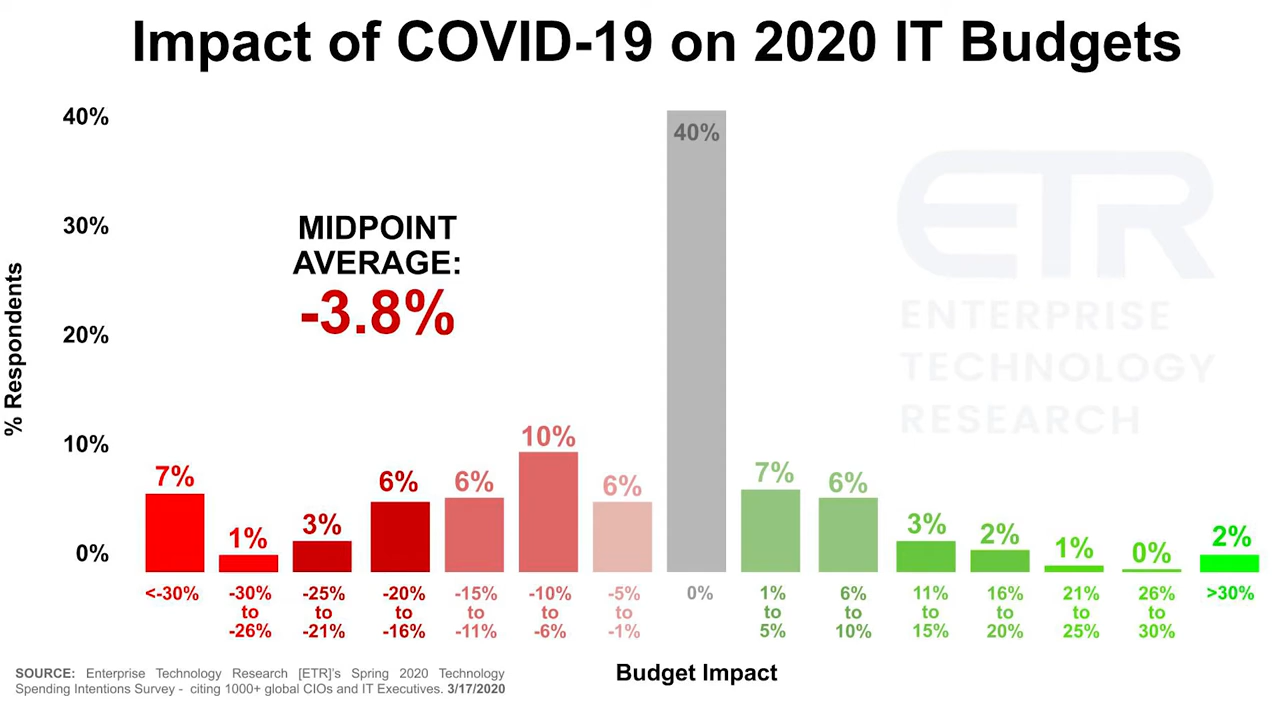 Impact of COVID-19 on 2020 IT Budgets
40%
30%
20%
10%
0%
% Respondents
MIDPOINT
AVERAGE:
-3.8%
ETR
ENTERPRISE
TECHNOLOGY
RESEARCH
7%
1%
3%
6%
6%
10%
6%
40%
7%
6%
3%
2%
1%
0%
2%
<-30%
-30%
to
-26%
-25%
to
-21%
-20%
to
-16%
-15%
to
-11%
-10%
to
-6%
-5%
to
-1%
0%
1%
to
5%
6%
to
10%
11%
to
15%
16%
to
20%
21%
to
25%
26%
to
30%
>30%
Budget Impact
SOURCE: Enterprise Technology Research [ETR]'s Spring 2020 Technology
Spending Intentions Survey - citing 1000+ global CIOs and IT Executives. 3/17/2020